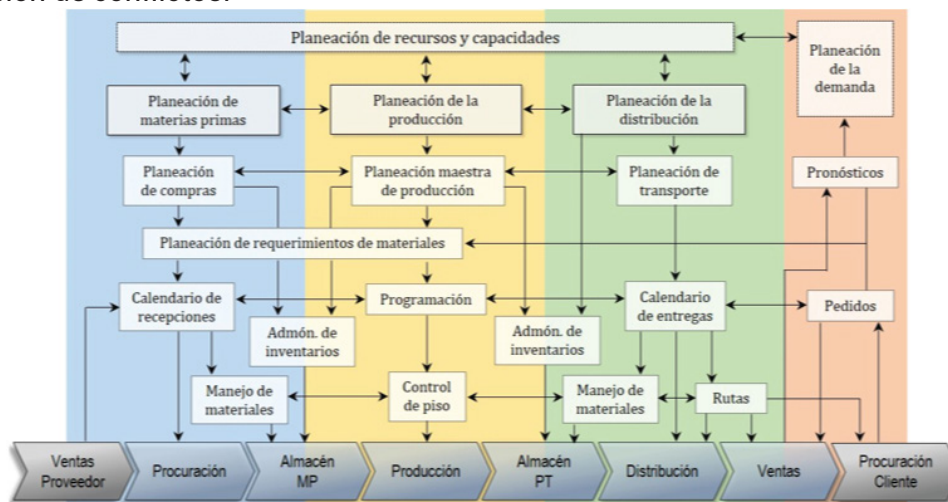 ión de conflictos.
Planeación de recursos y capacidades
Planeación
de la
demanda
Planeación de
materias primas
Planeación de la
producción
Planeación de la
distribución
Planeación
de compras
Planeación maestra
de producción
Planeación de
transporte
Pronósticos
Planeación de requerimientos de materiales
Calendario de
recepciones
Programación
Calendario
de entregas
Pedidos
Admón. de
inventarios
Admón. de
inventarios
Manejo de
materiales
Control
de piso
Manejo de
materiales
Rutas
Ventas
Proveedor
Procuración
Almacén
MP
Producción
Almacén
PT
Distribución
Ventas
Procuración
Cliente